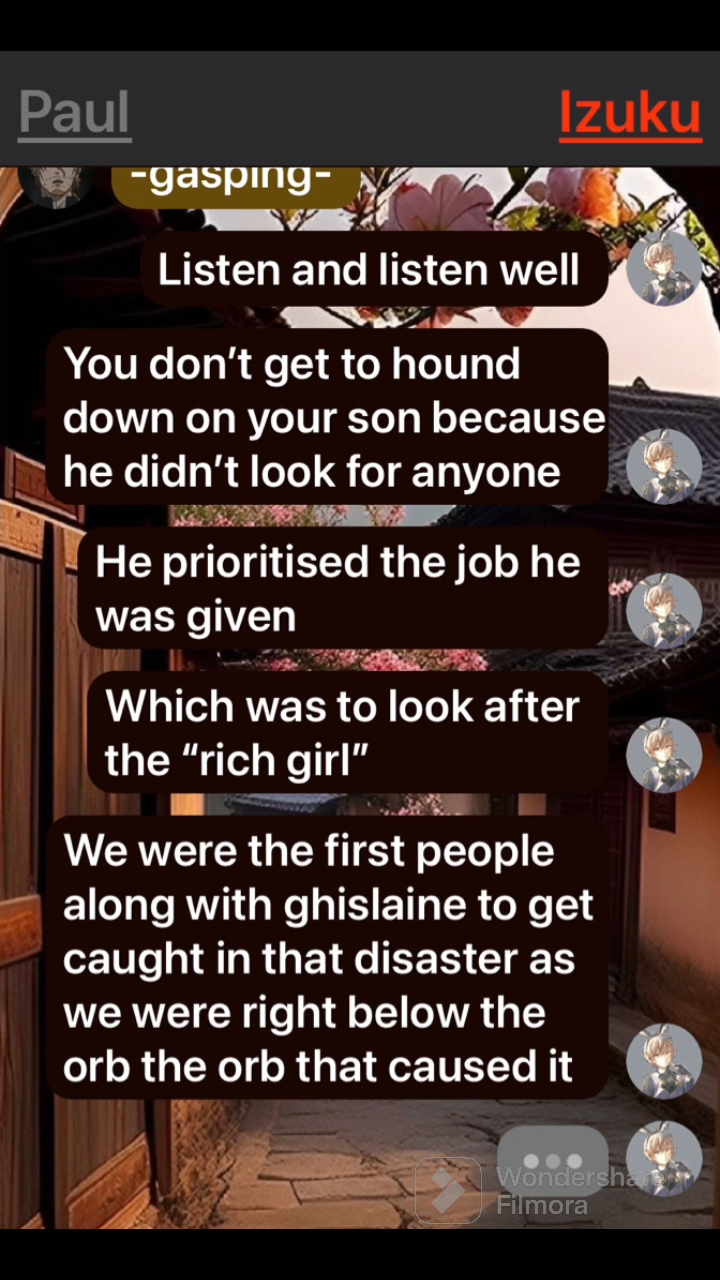 Paul
Izuku
-gasping-
Listen and listen well
You don’t get to hound
down on your son because
he didn’t look for anyone
He prioritised the job he
was given
Which was to look after
the “rich girl”
We were the first people
along with ghislaine to get
caught in that disaster as
we were right below the
orb the orb that caused it
Wondershare
Filmora